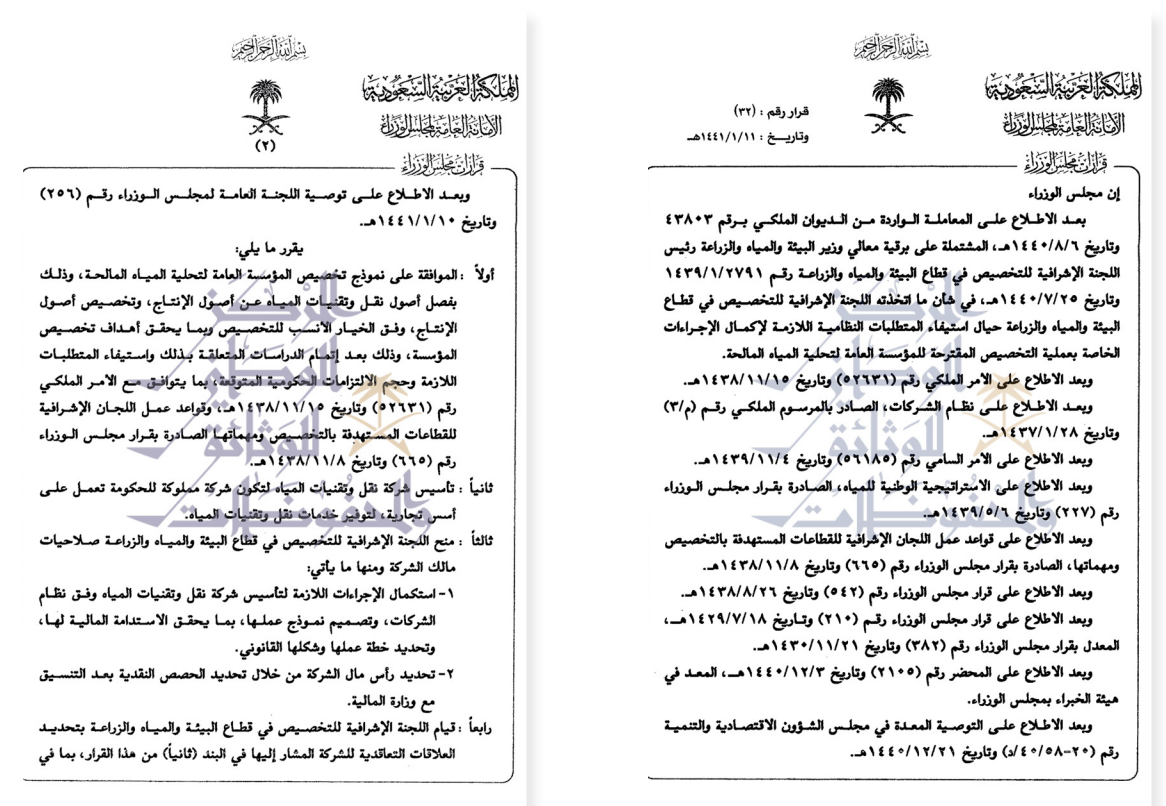 بسم الله الرحمن الرحيم
المملكة العربية السعودية
الأمانة العامة لمجلس الوزراء
قرار رقم : (٣٢)
وتاريخ : ١٤٤١/١/١١هـ
قرارات مجلس الوزراء
إن مجلس الوزراء
بعد الاطلاع على المعاملة الواردة من الديوان الملكي برقم ٤٣٨٠٣
وتاريخ ١٤٤٠/٨/٦هـ، المشتملة على برقية معالي وزير البيئة والمياه والزراعة رئيس
اللجنة الإشرافية للتخصيص في قطاع البيئة والمياه والزراعة رقم ١٤٣٩/١/٢٧٩١
وتاريخ ١٤٤٠/٧/٢٥هـ، في شأن ما اتخذته اللجنة الإشرافية للتخصيص في قطاع
البيئة والمياه والزراعة حيال استيفاء المتطلبات النظامية اللازمة لإكمال الإجراءات
الخاصة بعملية التخصيص المقترحة للمؤسسة العامة لتحلية المياه المالحة.
وبعد الاطلاع على الأمر الملكي رقم (٥٢٦٣١) وتاريخ ١٤٣٨/١١/١٥هـ.
وبعد الاطلاع على نظام الشركات، الصادر بالمرسوم الملكي رقم (م/٣)
وتاريخ ١٤٣٧/١/٢٨هـ.
وبعد الاطلاع على الأمر السامي رقم (٥٦١٨٥) وتاريخ ١٤٣٩/١١/٤هـ.
وبعد الاطلاع على الاستراتيجية الوطنية للمياه، الصادرة بقرار مجلس الوزراء
رقم (٢٢٧) وتاريخ ١٤٣٩/٥/٦هـ.
وبعد الاطلاع على قواعد عمل اللجان الإشرافية للقطاعات المستهدفة بالتخصيص
ومهماتها، الصادرة بقرار مجلس الوزراء رقم (٦٦٥) وتاريخ ١٤٣٨/١١/٨هـ.
وبعد الاطلاع على قرار مجلس الوزراء رقم (٥٤٢) وتاريخ ١٤٣٨/٨/٢٦هـ.
وبعد الاطلاع على قرار مجلس الوزراء رقم (٢١٠) وتاريخ ١٤٢٩/٧/١٨هـ،
المعدل بقرار مجلس الوزراء رقم (٣٨٢) وتاريخ ١٤٣٠/١١/٢١هـ.
وبعد الاطلاع على المحضر رقم (٢١٠٥) وتاريخ ١٤٤٠/١٢/٣هـ، المعد في
هيئة الخبراء بمجلس الوزراء.
وبعد الاطلاع على التوصية المعدة في مجلس الشؤون الاقتصادية والتنمية
رقم (٢٠-٤٠/٥٨/د) وتاريخ ١٤٤٠/١٢/٢١هـ.
بسم الله الرحمن الرحيم
المملكة العربية السعودية
الأمانة العامة لمجلس الوزراء
(٢)
قرارات مجلس الوزراء
وبعد الاطلاع على توصية اللجنة العامة لمجلس الوزراء رقم (٢٥٦)
وتاريخ ١٤٤١/١/١٠هـ.
يقرر ما يلي:
أولاً : الموافقة على نموذج تخصيص المؤسسة العامة لتحلية المياه المالحة، وذلك
بفصل أصول نقل وتقنيات المياه عن أصول الإنتاج، وتخصيص أصول
الإنتاج، وفق الخيار الأنسب للتخصيص وبما يحقق أهداف تخصيص
المؤسسة، وذلك بعد إتمام الدراسات المتعلقة بذلك واستيفاء المتطلبات
اللازمة وحجم الالتزامات الحكومية المتوقعة، بما يتوافق مع الأمر الملكي
رقم (٥٢٦٣١) وتاريخ ١٤٣٨/١١/١٥هـ، وقواعد عمل اللجان الإشرافية
للقطاعات المستهدفة بالتخصيص ومهماتها الصادرة بقرار مجلس الوزراء
رقم (٦٦٥) وتاريخ ١٤٣٨/١١/٨هـ.
ثانياً : تأسيس شركة نقل وتقنيات المياه لتكون شركة مملوكة للحكومة تعمل على
أسس تجارية، لتوفير خدمات نقل وتقنيات المياه.
ثالثاً : منح اللجنة الإشرافية للتخصيص في قطاع البيئة والمياه والزراعة صلاحيات
مالك الشركة ومنها ما يأتي:
١- استكمال الإجراءات اللازمة لتأسيس شركة نقل وتقنيات المياه وفق نظام
الشركات، وتصميم نموذج عملها، بما يحقق الاستدامة المالية لها،
وتحديد خطة عملها وشكلها القانوني.
٢- تحديد رأس مال الشركة من خلال تحديد الحصص النقدية بعد التنسيق
مع وزارة المالية.
رابعاً : قيام اللجنة الإشرافية للتخصيص في قطاع البيئة والمياه والزراعة بتحديد
العلاقات التعاقدية للشركة المشار إليها في البند (ثانياً) من هذا القرار، بما في
المركز الوطني للوثائق والمحفوظات
المركز الوطني للوثائق والمحفوظات